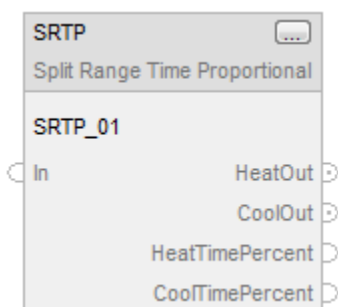 SRTP ...
Split Range Time Proportional
SRTP_01
In HeatOut
CoolOut
HeatTimePercent
CoolTimePercent